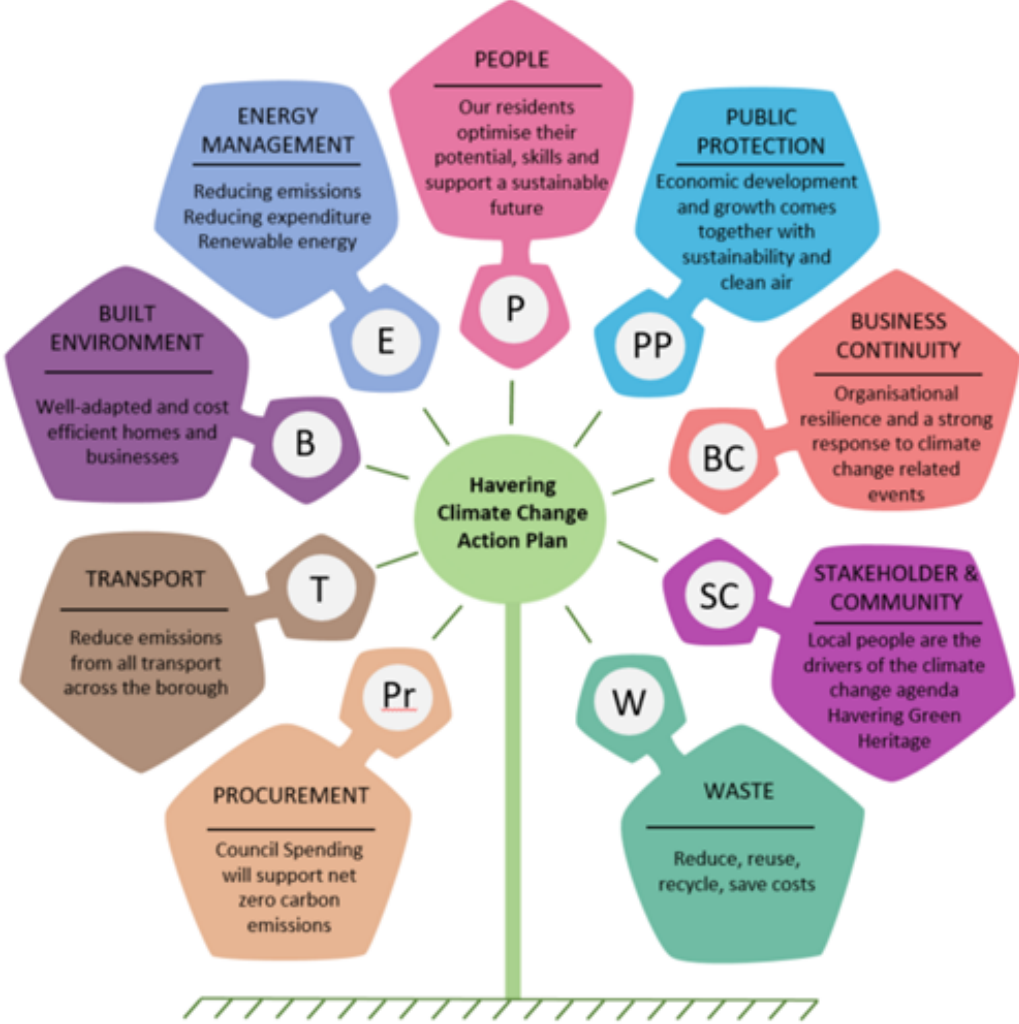 PEOPLE
Our residents
optimise their
potential, skills and
support a sustainable
future
P
ENERGY
MANAGEMENT
Reducing emissions
Reducing expenditure
Renewable energy
E
PUBLIC
PROTECTION
Economic development
and growth comes
together with
sustainability and
clean air
PP
BUILT
ENVIRONMENT
Well-adapted and cost
efficient homes and
businesses
B
BUSINESS
CONTINUITY
Organisational
resilience and a strong
response to climate
change related
events
BC
Havering
Climate Change
Action Plan
TRANSPORT
Reduce emissions
from all transport
across the borough
T
STAKEHOLDER &
COMMUNITY
Local people are the
drivers of the climate
change agenda
Havering Green
Heritage
SC
Pr
PROCUREMENT
Council Spending
will support net
zero carbon
emissions
W
WASTE
Reduce, reuse,
recycle, save costs